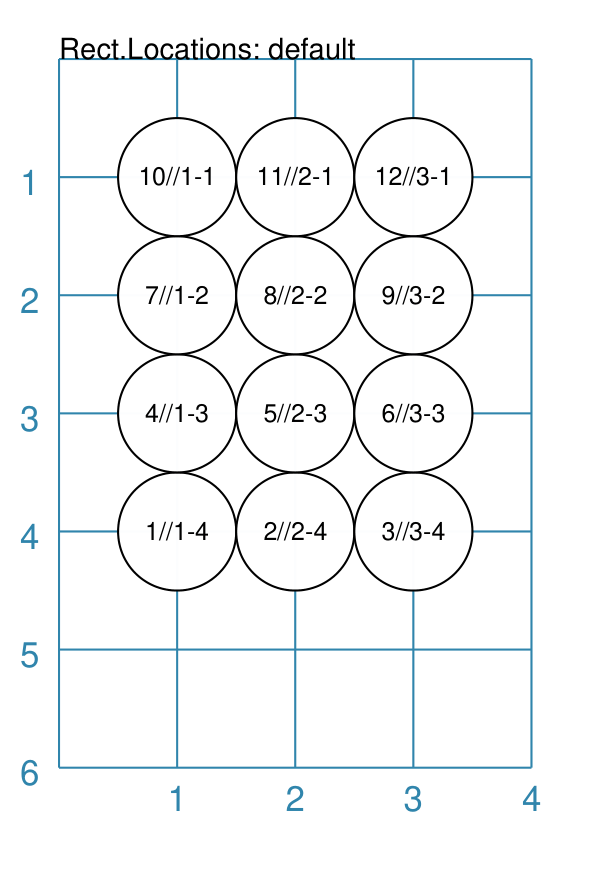 Rect.Locations: default
1 10//1-1 11//2-1 12//3-1
2 7//1-2 8//2-2 9//3-2
3 4//1-3 5//2-3 6//3-3
4 1//1-4 2//2-4 3//3-4
5
6
1 2 3 4